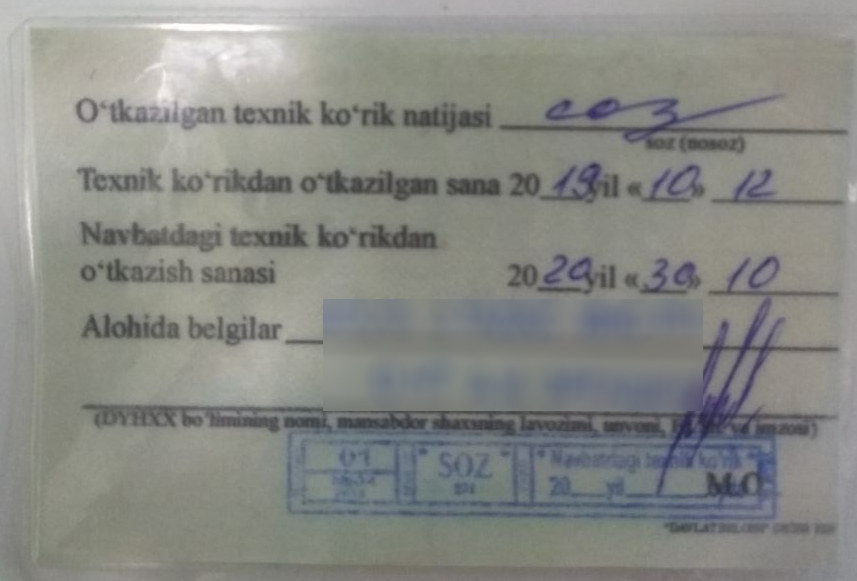 O‘tkazilgan texnik ko‘rik natijasi соз
soz (nosoz)
Texnik ko‘rikdan o‘tkazilgan sana 2019 yil «10» 12
Navbatdagi texnik ko‘rikdan
o‘tkazish sanasi 2020 yil «30» 10
Alohida belgilar
(DYHXX bo‘limining nomi, mansabdor shaxsning lavozimi, unvoni, va imzosi)
01 * SOZ * * Navbatdagi texnik ko‘rik
20 yil M.O